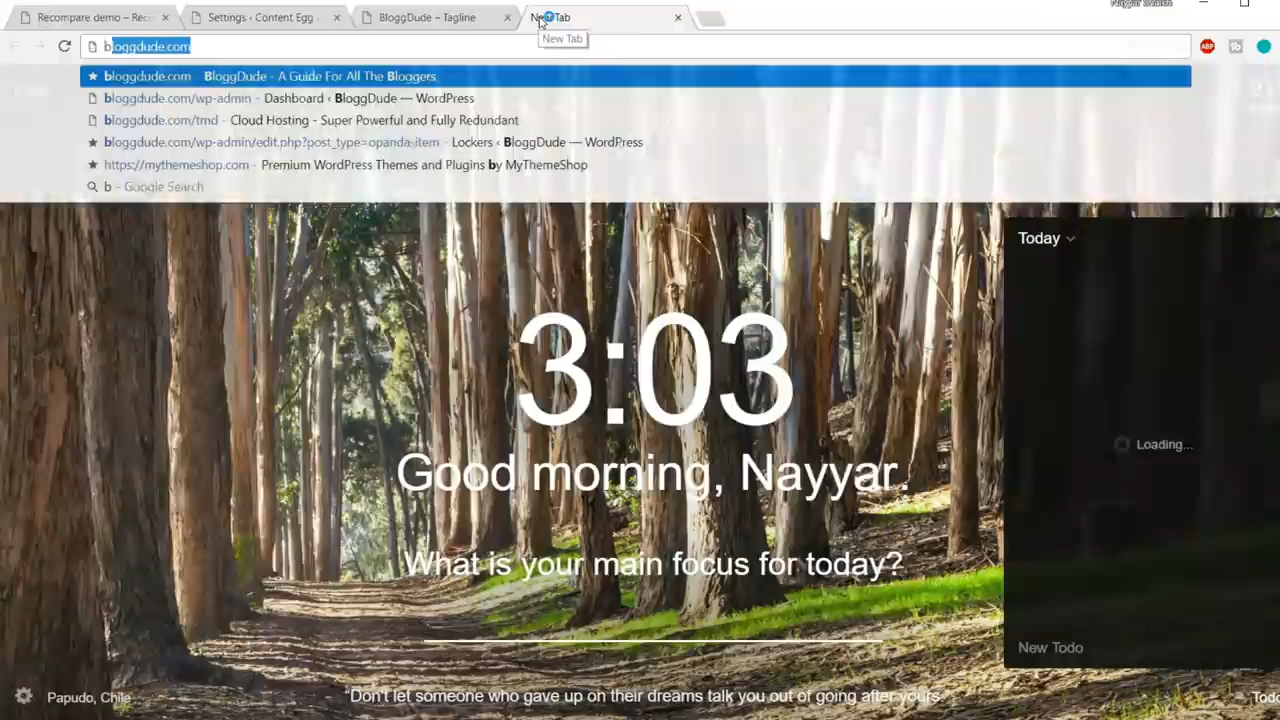 Recompare demo – Rec
Settings ‹ Content Egg
BloggDude – Tagline
New Tab
Nayyar Shaikh
New Tab
bloggdude.com
ABP
bloggdude.com - BloggDude - A Guide For All The Bloggers
bloggdude.com/wp-admin - Dashboard ‹ BloggDude — WordPress
bloggdude.com/tmd - Cloud Hosting - Super Powerful and Fully Redundant
bloggdude.com/wp-admin/edit.php?post_type=opanda-item - Lockers ‹ BloggDude — WordPress
https://mythemeshop.com - Premium WordPress Themes and Plugins by MyThemeShop
b - Google Search
Today
3:03
Loading...
Good morning, Nayyar.
What is your main focus for today?
New Todo
Papudo, Chile
"Don't let someone who gave up on their dreams talk you out of going after yours."
Todo